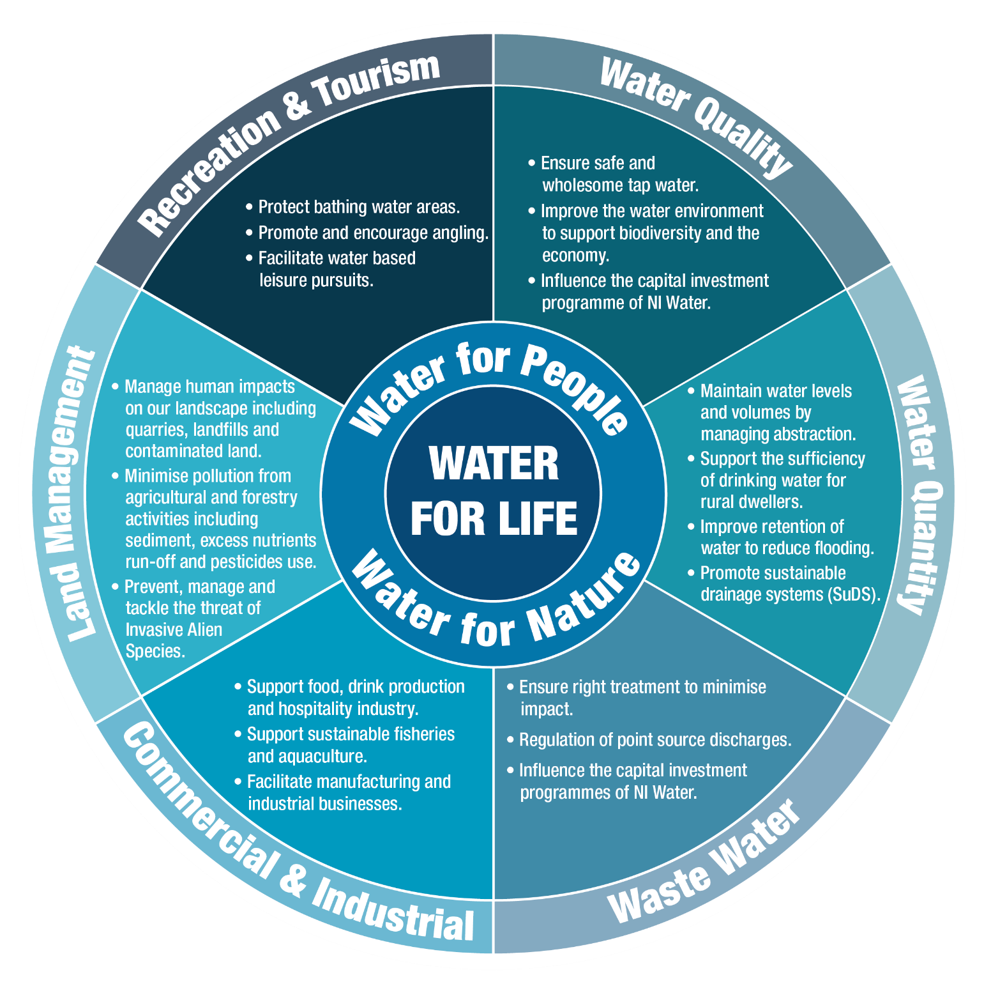 Recreation & Tourism
• Protect bathing water areas.
• Promote and encourage angling.
• Facilitate water based
leisure pursuits.
Water Quality
• Ensure safe and
wholesome tap water.
• Improve the water environment
to support biodiversity and the
economy.
• Influence the capital investment
programme of NI Water.
Water Quantity
• Maintain water levels
and volumes by
managing abstraction.
• Support the sufficiency
of drinking water for
rural dwellers.
• Improve retention of
water to reduce flooding.
• Promote sustainable
drainage systems (SuDS).
Waste Water
• Ensure right treatment to minimise
impact.
• Regulation of point source discharges.
• Influence the capital investment
programmes of NI Water.
Commercial & Industrial
• Support food, drink production
and hospitality industry.
• Support sustainable fisheries
and aquaculture.
• Facilitate manufacturing and
industrial businesses.
Land Management
• Manage human impacts
on our landscape including
quarries, landfills and
contaminated land.
• Minimise pollution from
agricultural and forestry
activities including
sediment, excess nutrients
run-off and pesticides use.
• Prevent, manage and
tackle the threat of
Invasive Alien
Species.
Water for People
WATER
FOR LIFE
Water for Nature